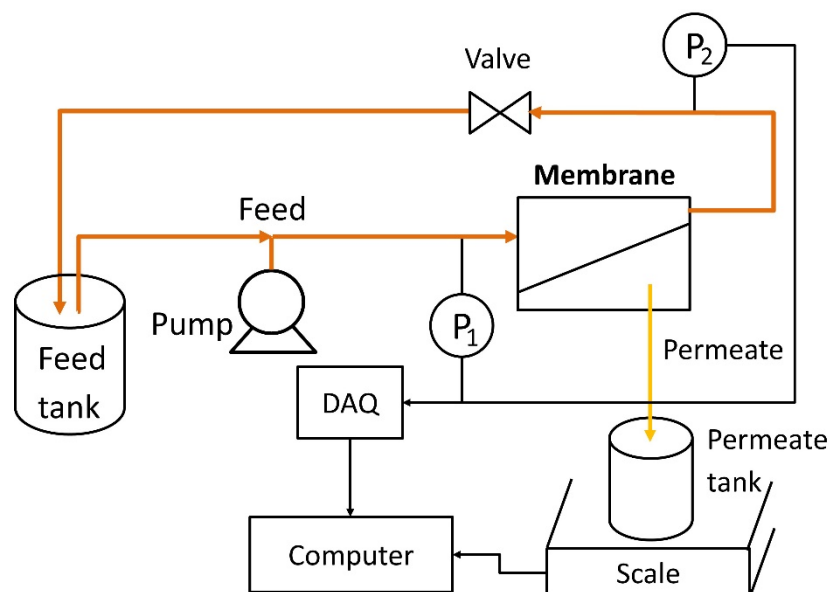 P2
Valve
Membrane
Feed
Pump
P1
Feed
tank
Permeate
DAQ
Permeate
tank
Computer
Scale